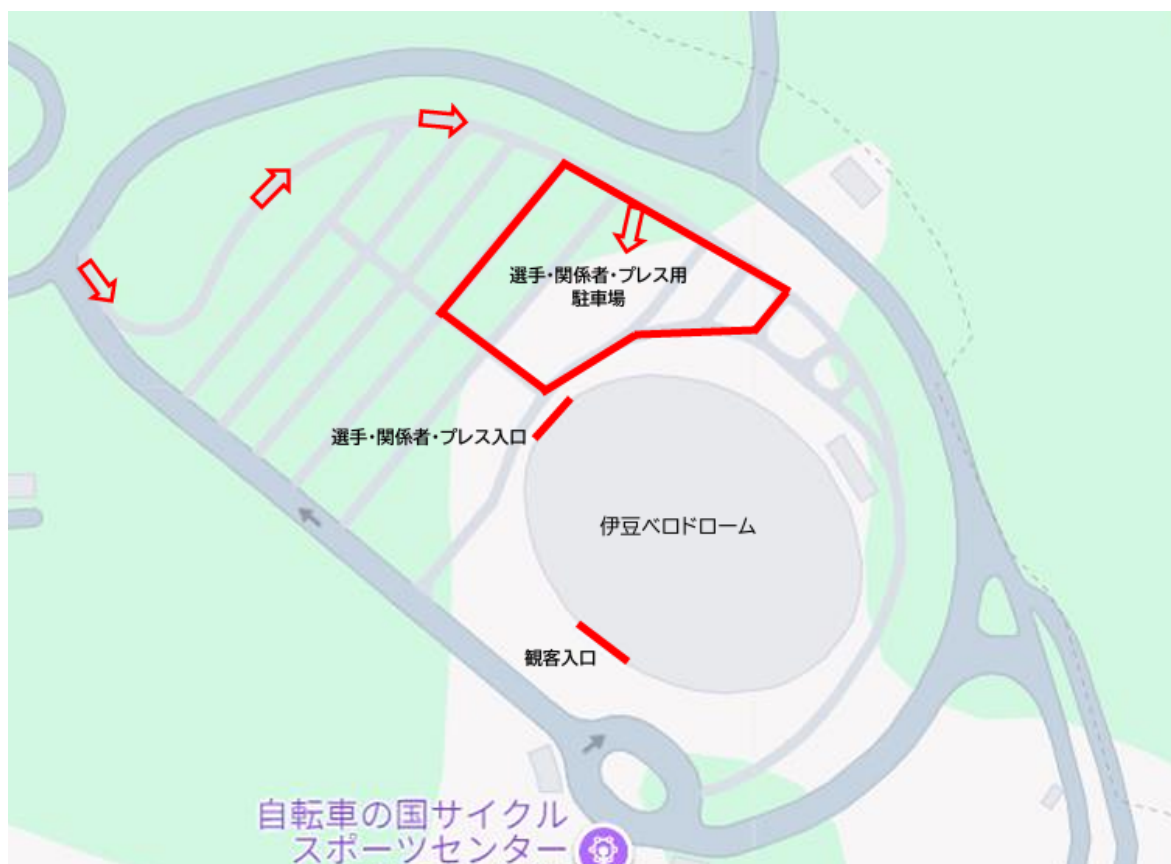 選手・関係者・プレス用
駐車場
選手・関係者・プレス入口
伊豆ベロドローム
観客入口
自転車の国サイクル
スポーツセンター